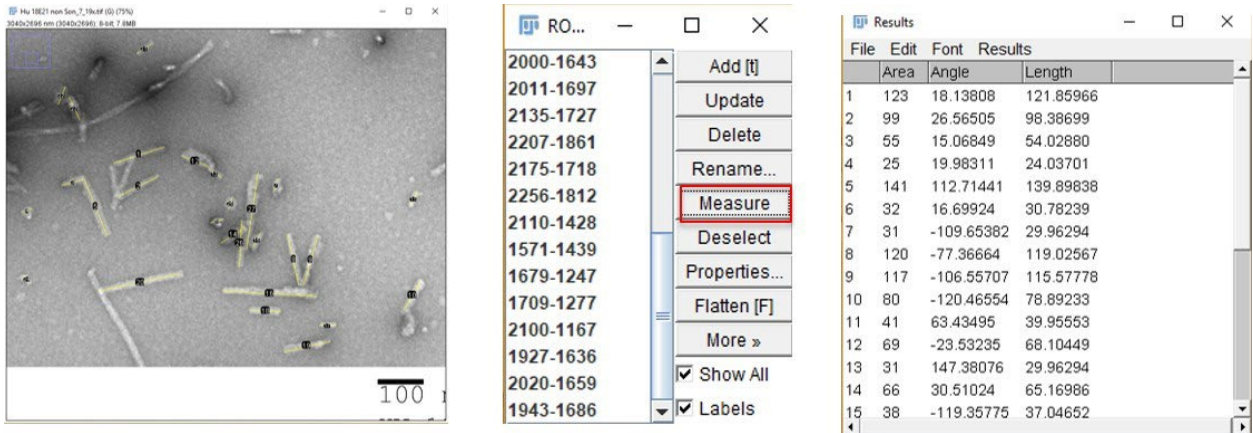 Hu 18E21 non Son_7_19x.tif (G) (75%)
3040x2696 nm (3040x2696); 8-bit; 7.8MB
100
RO...
2000-1643
2011-1697
2135-1727
2207-1861
2175-1718
2256-1812
2110-1428
1571-1439
1679-1247
1709-1277
2100-1167
1927-1636
2020-1659
1943-1686
Add [t]
Update
Delete
Rename...
Measure
Deselect
Properties...
Flatten [F]
More »
Show All
Labels
Results
File Edit Font Results
Area Angle Length
1 123 18.13808 121.85966
2 99 26.56505 98.38699
3 55 15.06849 54.02880
4 25 19.98311 24.03701
5 141 112.71441 139.89838
6 32 16.69924 30.78239
7 31 -109.65382 29.96294
8 120 -77.36664 119.02567
9 117 -106.55707 115.57778
10 80 -120.46554 78.89233
11 41 63.43495 39.95553
12 69 -23.53235 68.10449
13 31 147.38076 29.96294
14 66 30.51024 65.16986
15 38 -119.35775 37.04652